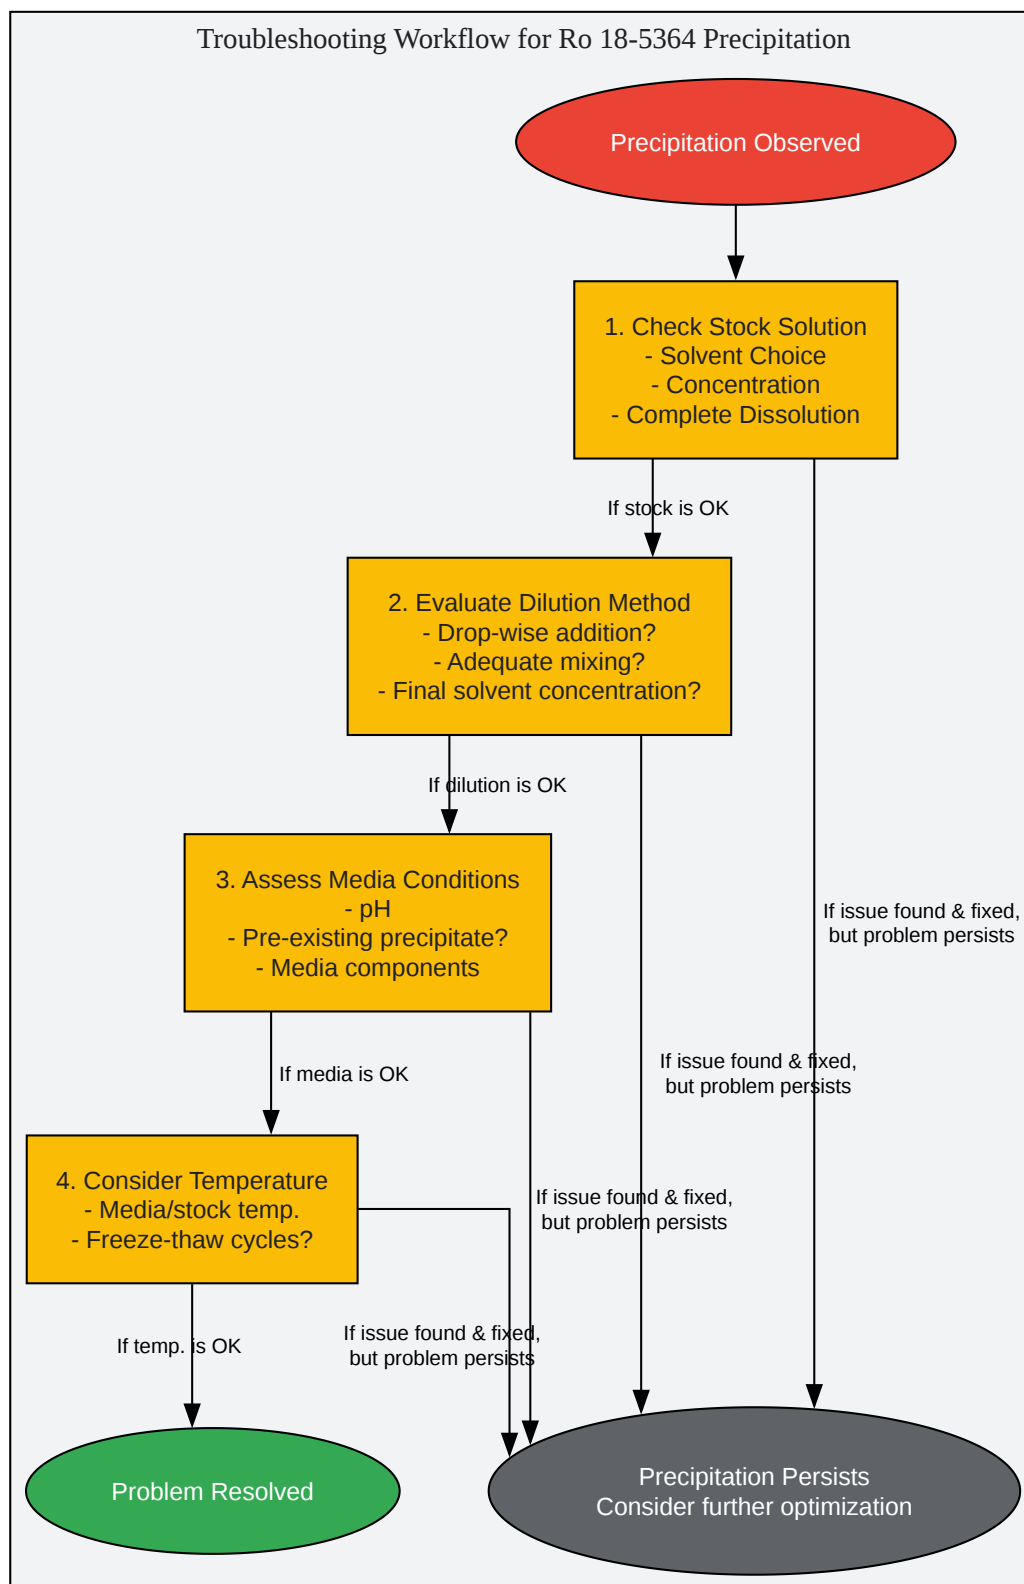 Troubleshooting Workflow for Ro 18-5364 Precipitation
Precipitation Observed
1. Check Stock Solution
- Solvent Choice
- Concentration
- Complete Dissolution
If stock is OK
2. Evaluate Dilution Method
- Drop-wise addition?
- Adequate mixing?
- Final solvent concentration?
If dilution is OK
3. Assess Media Conditions
- pH
- Pre-existing precipitate?
- Media components
If issue found & fixed,
but problem persists
If media is OK
If issue found & fixed,
but problem persists
4. Consider Temperature
- Media/stock temp.
- Freeze-thaw cycles?
If issue found & fixed,
but problem persists
If temp. is OK
If issue found & fixed,
but problem persists
Problem Resolved
Precipitation Persists
Consider further optimization